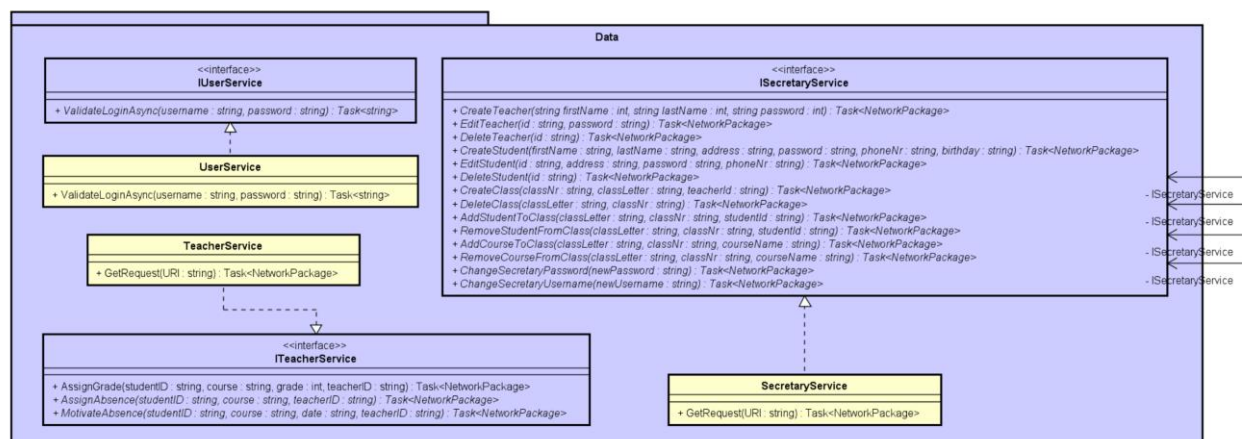 Data
<<interface>>
IUserService
+ ValidateLoginAsync(username : string, password : string) : Task<string>
UserService
+ ValidateLoginAsync(username : string, password : string) : Task<string>
TeacherService
+ GetRequest(URI : string) : Task<NetworkPackage>
<<interface>>
ITeacherService
+ AssignGrade(studentID : string, course : string, grade : int, teacherID : string) : Task<NetworkPackage>
+ AssignAbsence(studentID : string, course : string, teacherID : string) : Task<NetworkPackage>
+ MotivateAbsence(studentID : string, course : string, date : string, teacherID : string) : Task<NetworkPackage>
<<interface>>
ISecretaryService
+ CreateTeacher(string firstName : int, string lastName : int, string password : int) : Task<NetworkPackage>
+ EditTeacher(id : string, password : string) : Task<NetworkPackage>
+ DeleteTeacher(id : string) : Task<NetworkPackage>
+ CreateStudent(firstName : string, lastName : string, address : string, password : string, phoneNr : string, birthday : string) : Task<NetworkPackage>
+ EditStudent(id : string, address : string, password : string, phoneNr : string) : Task<NetworkPackage>
+ DeleteStudent(id : string) : Task<NetworkPackage>
+ CreateClass(classNr : string, classLetter : string, teacherId : string) : Task<NetworkPackage>
+ DeleteClass(classLetter : string, classNr : string) : Task<NetworkPackage>
+ AddStudentToClass(classLetter : string, classNr : string, studentId : string) : Task<NetworkPackage>
+ RemoveStudentFromClass(classLetter : string, classNr : string, studentId : string) : Task<NetworkPackage>
+ AddCourseToClass(classLetter : string, classNr : string, courseName : string) : Task<NetworkPackage>
+ RemoveCourseFromClass(classLetter : string, classNr : string, courseName : string) : Task<NetworkPackage>
+ ChangeSecretaryPassword(newPassword : string) : Task<NetworkPackage>
+ ChangeSecretaryUsername(newUsername : string) : Task<NetworkPackage>
- ISecretaryService
- ISecretaryService
- ISecretaryService
- ISecretaryService
SecretaryService
+ GetRequest(URI : string) : Task<NetworkPackage>